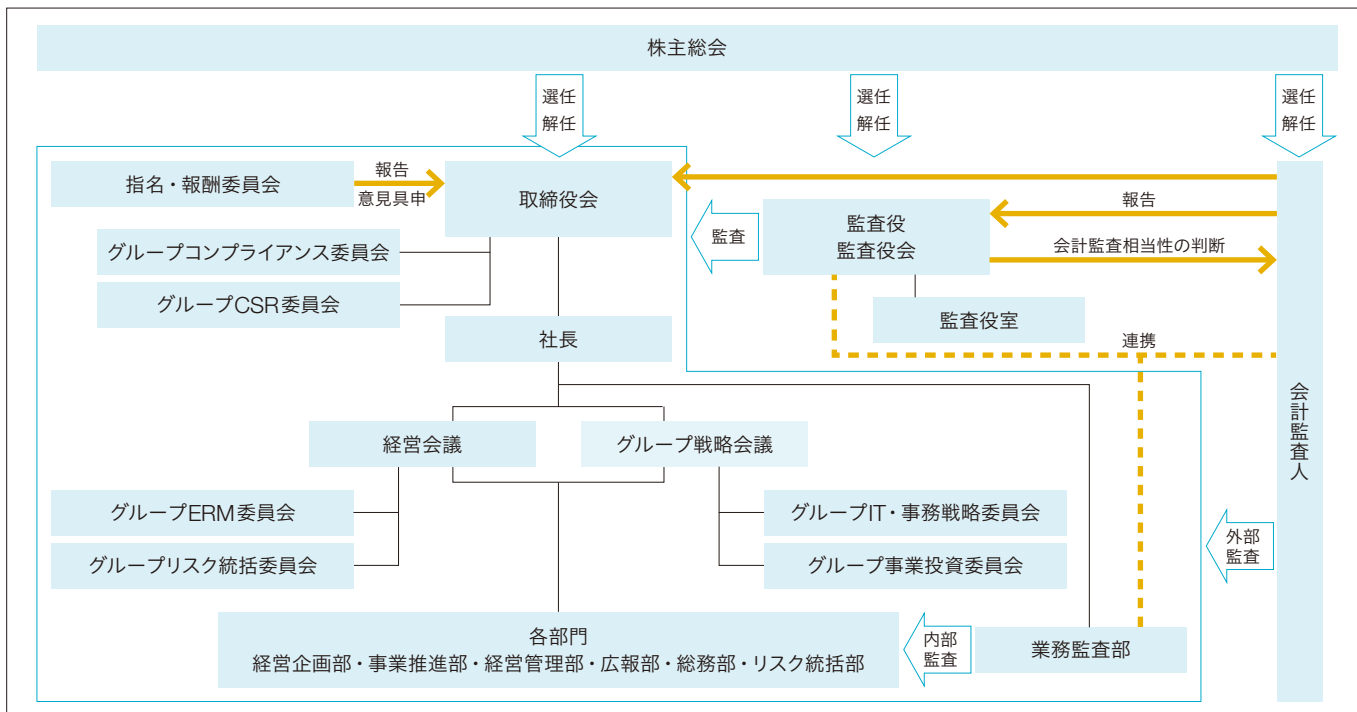 株主総会
選任
解任
選任
解任
選任
解任
指名・報酬委員会
報告
意見具申
取締役会
監査
監査役
監査役会
報告
会計監査相当性の判断
グループコンプライアンス委員会
グループCSR委員会
監査役室
社長
連携
会計監査人
経営会議
グループ戦略会議
グループERM委員会
グループIT・事務戦略委員会
グループリスク統括委員会
グループ事業投資委員会
外部
監査
各部門
経営企画部・事業推進部・経営管理部・広報部・総務部・リスク統括部
内部
監査
業務監査部